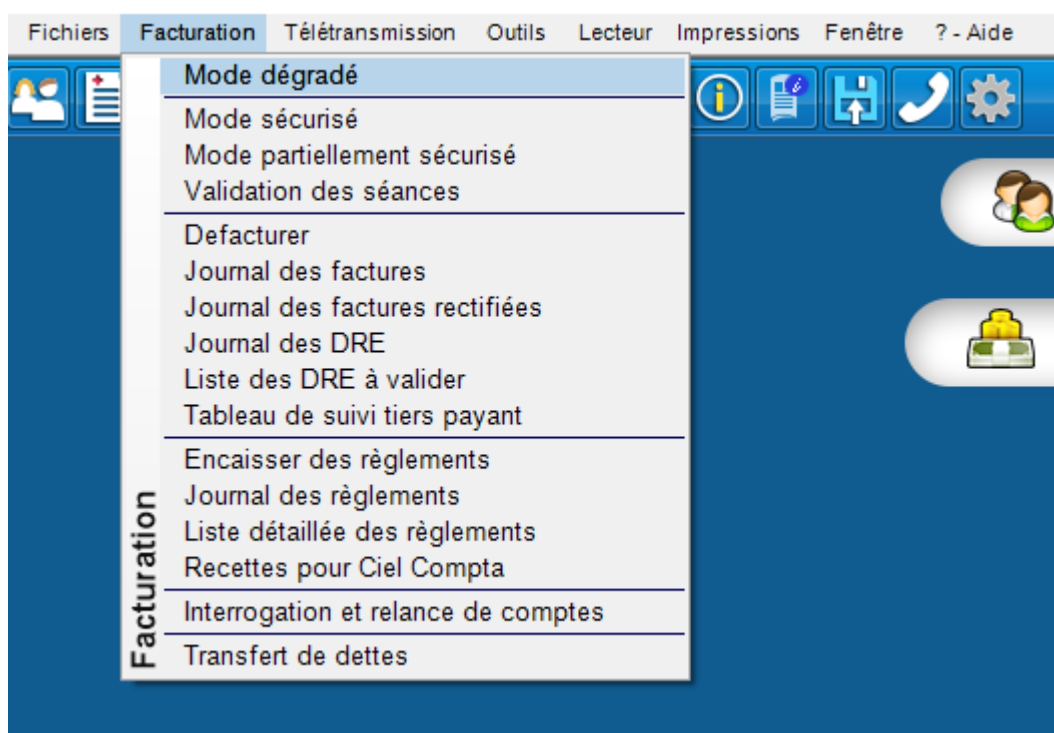 Fichiers Facturation Télétransmission Outils Lecteur Impressions Fenêtre ? - Aide
Mode dégradé
Mode sécurisé
Mode partiellement sécurisé
Validation des séances
Defacturer
Journal des factures
Journal des factures rectifiées
Journal des DRE
Liste des DRE à valider
Tableau de suivi tiers payant
Encaisser des règlements
Journal des règlements
Liste détaillée des règlements
Recettes pour Ciel Compta
Interrogation et relance de comptes
Transfert de dettes
Facturation